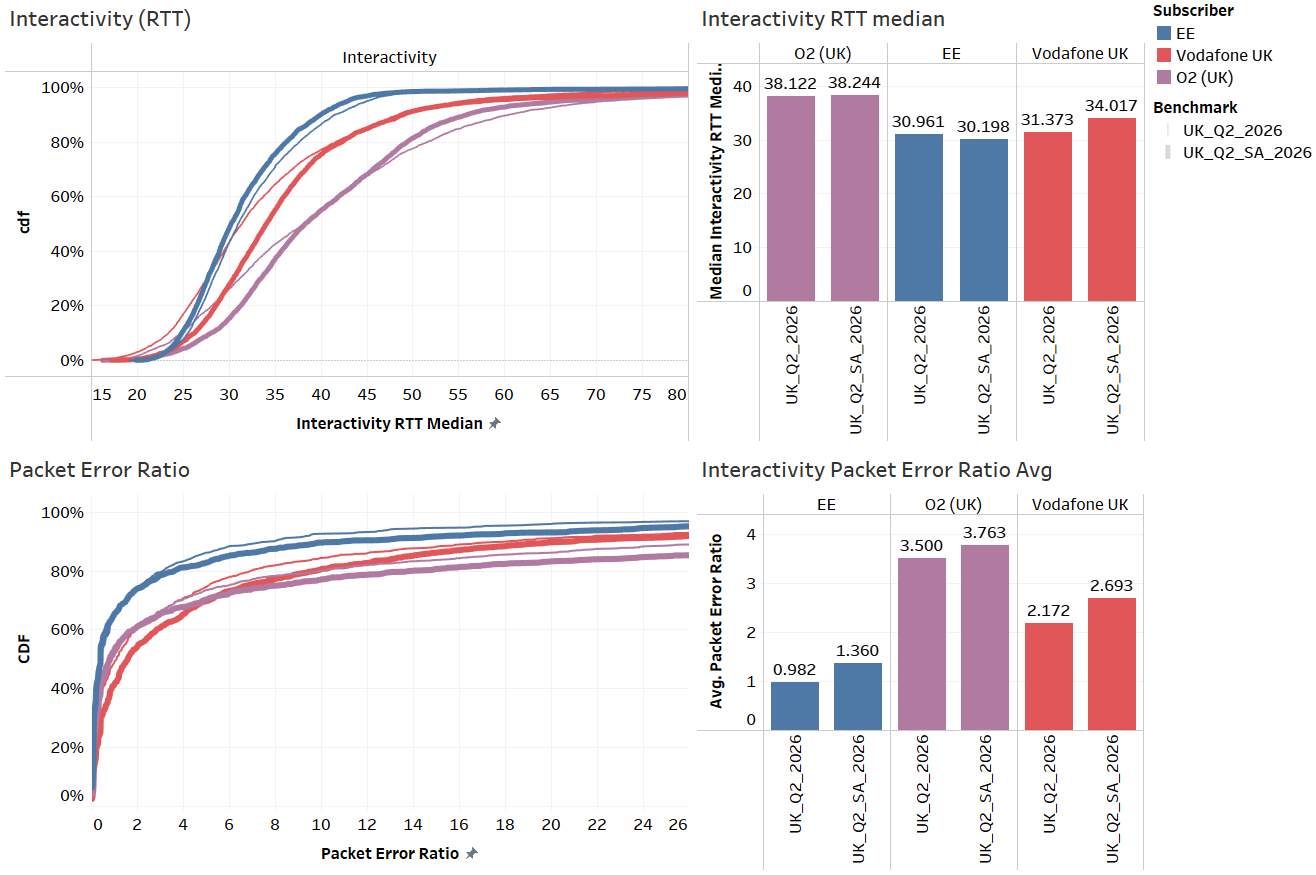 Interactivity (RTT)
Interactivity
cdf
100%
80%
60%
40%
20%
0%
15 20 25 30 35 40 45 50 55 60 65 70 75 80
Interactivity RTT Median
Interactivity RTT median
O2 (UK) EE Vodafone UK
Median Interactivity RTT Medi..
40
30
20
10
0
38.122 38.244 30.961 30.198 31.373 34.017
UK_Q2_2026 UK_Q2_SA_2026 UK_Q2_2026 UK_Q2_SA_2026 UK_Q2_2026 UK_Q2_SA_2026
Subscriber
EE
Vodafone UK
O2 (UK)
Benchmark
UK_Q2_2026
UK_Q2_SA_2026
Packet Error Ratio
CDF
100%
80%
60%
40%
20%
0%
0 2 4 6 8 10 12 14 16 18 20 22 24 26
Packet Error Ratio
Interactivity Packet Error Ratio Avg
EE O2 (UK) Vodafone UK
Avg. Packet Error Ratio
4
3
2
1
0
0.982 1.360 3.500 3.763 2.172 2.693
UK_Q2_2026 UK_Q2_SA_2026 UK_Q2_2026 UK_Q2_SA_2026 UK_Q2_2026 UK_Q2_SA_2026